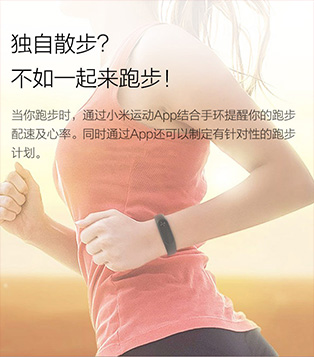 独自散步？
不如一起来跑步！
当你跑步时，通过小米运动App结合手环提醒你的跑步
配速及心率。同时通过App还可以制定有针对性的跑步
计划。